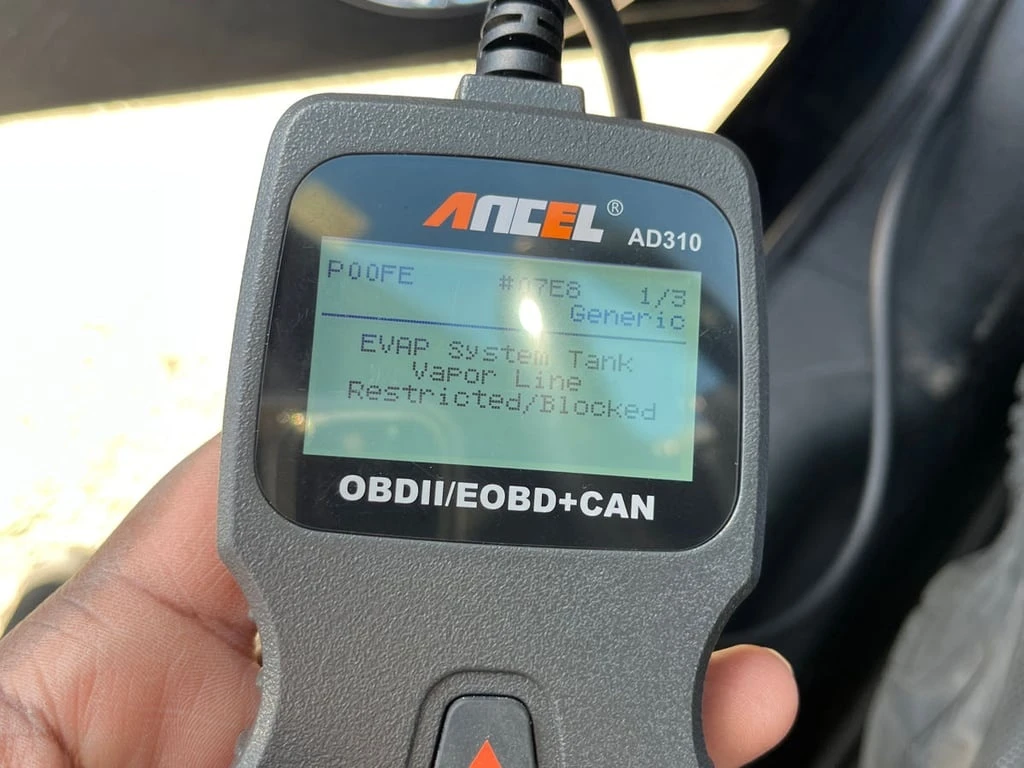 ANCEL®
AD310
P00FE #07E8 1/3
Generic
EVAP System Tank
Vapor Line
Restricted/Blocked
OBDII/EOBD+CAN